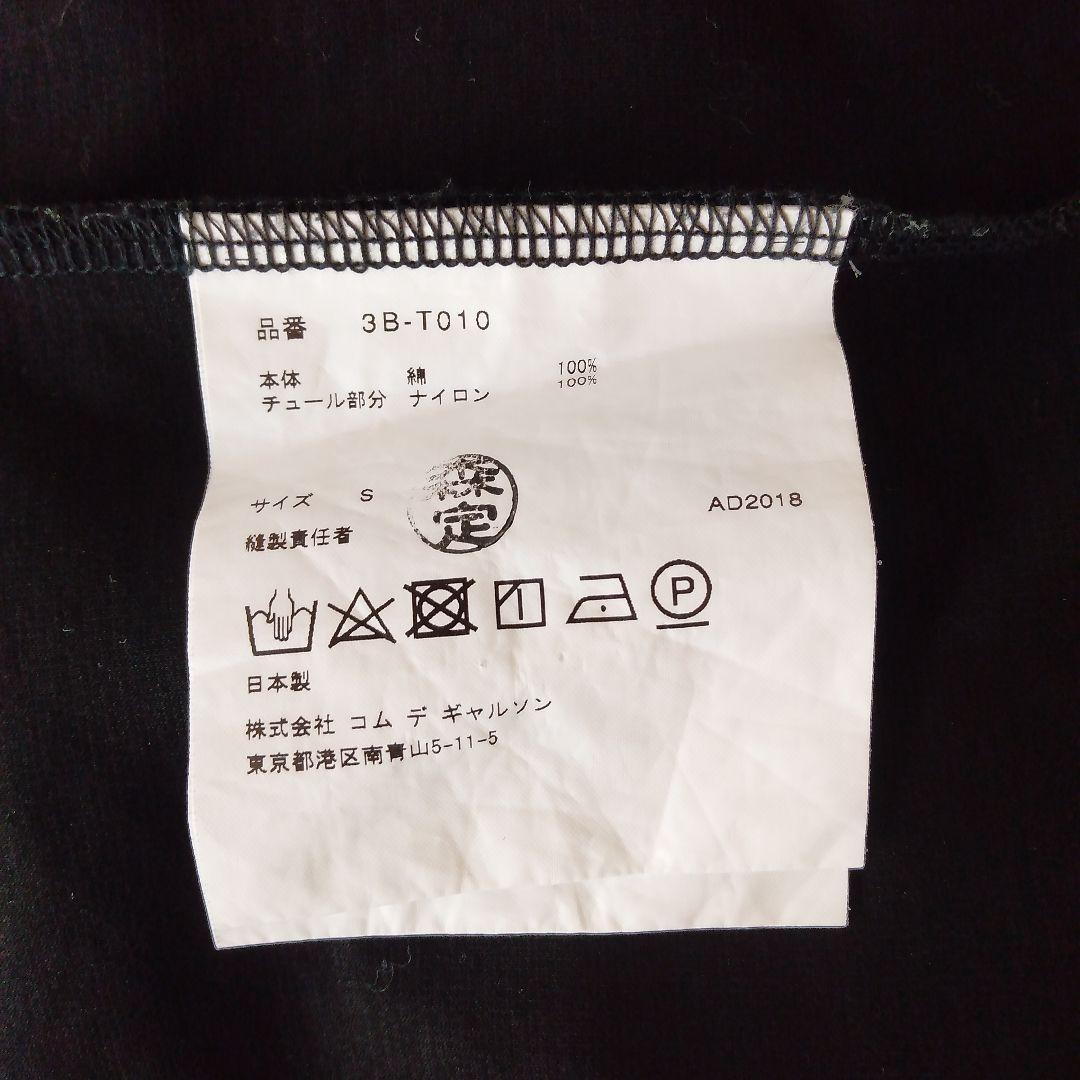 品番 3B-T010
本体 綿 100%
チュール部分 ナイロン 100%
サイズ S
AD2018
縫製責任者
定
P
日本製
株式会社 コム デ ギャルソン
東京都港区南青山5-11-5